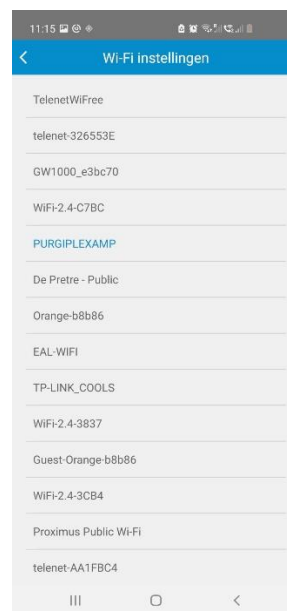 11:15
Wi-Fi instellingen
TelenetWiFree
telenet-326553E
GW1000_e3bc70
WiFi-2.4-C7BC
PURGIPLEXAMP
De Pretre - Public
Orange-b8b86
EAL-WIFI
TP-LINK_COOLS
WiFi-2.4-3837
Guest-Orange-b8b86
WiFi-2.4-3CB4
Proximus Public Wi-Fi
telenet-AA1FBC4